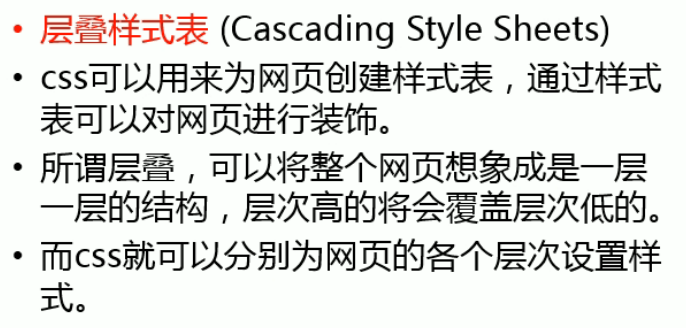 • 层叠样式表 (Cascading Style Sheets)
• css可以用来为网页创建样式表，通过样式
表可以对网页进行装饰。
• 所谓层叠，可以将整个网页想象成是一层
一层的结构，层次高的将会覆盖层次低的。
• 而css就可以分别为网页的各个层次设置样
式。